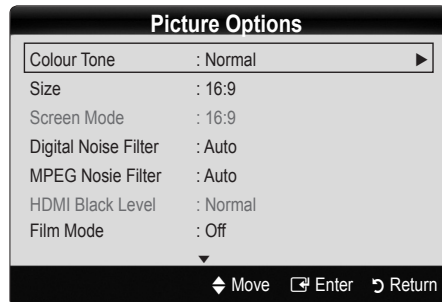 Picture Options
Colour Tone : Normal ►
Size : 16:9
Screen Mode : 16:9
Digital Noise Filter : Auto
MPEG Nosie Filter : Auto
HDMI Black Level : Normal
Film Mode : Off
▼
Move Enter Return